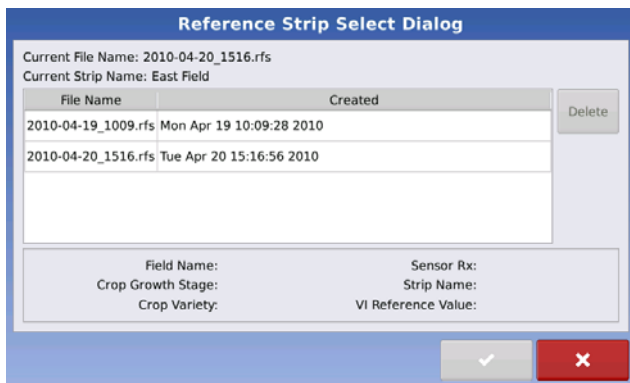 Reference Strip Select Dialog
Current File Name: 2010-04-20_1516.rfs
Current Strip Name: East Field
File Name Created
Delete
2010-04-19_1009.rfs Mon Apr 19 10:09:28 2010
2010-04-20_1516.rfs Tue Apr 20 15:16:56 2010
Field Name: Sensor Rx:
Crop Growth Stage: Strip Name:
Crop Variety: VI Reference Value: